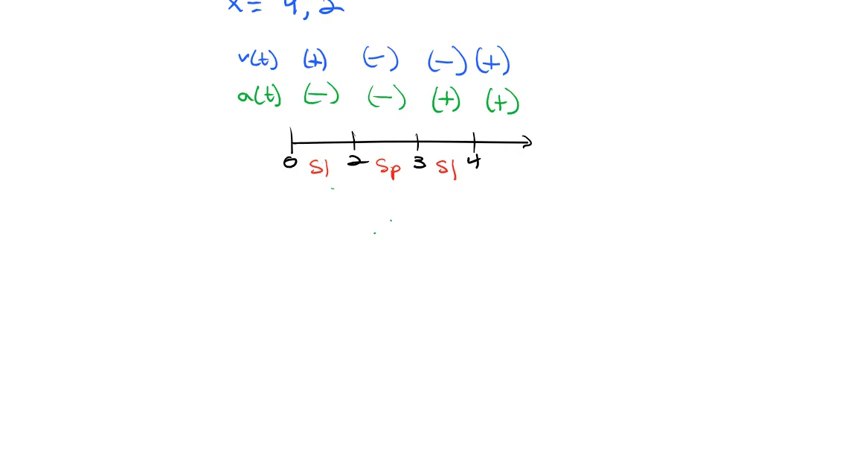 x = 4, 2
v(t) (+) (-) (-) (+)
a(t) (-) (-) (+) (+)
0 Sl 2 Sp 3 Sl 4